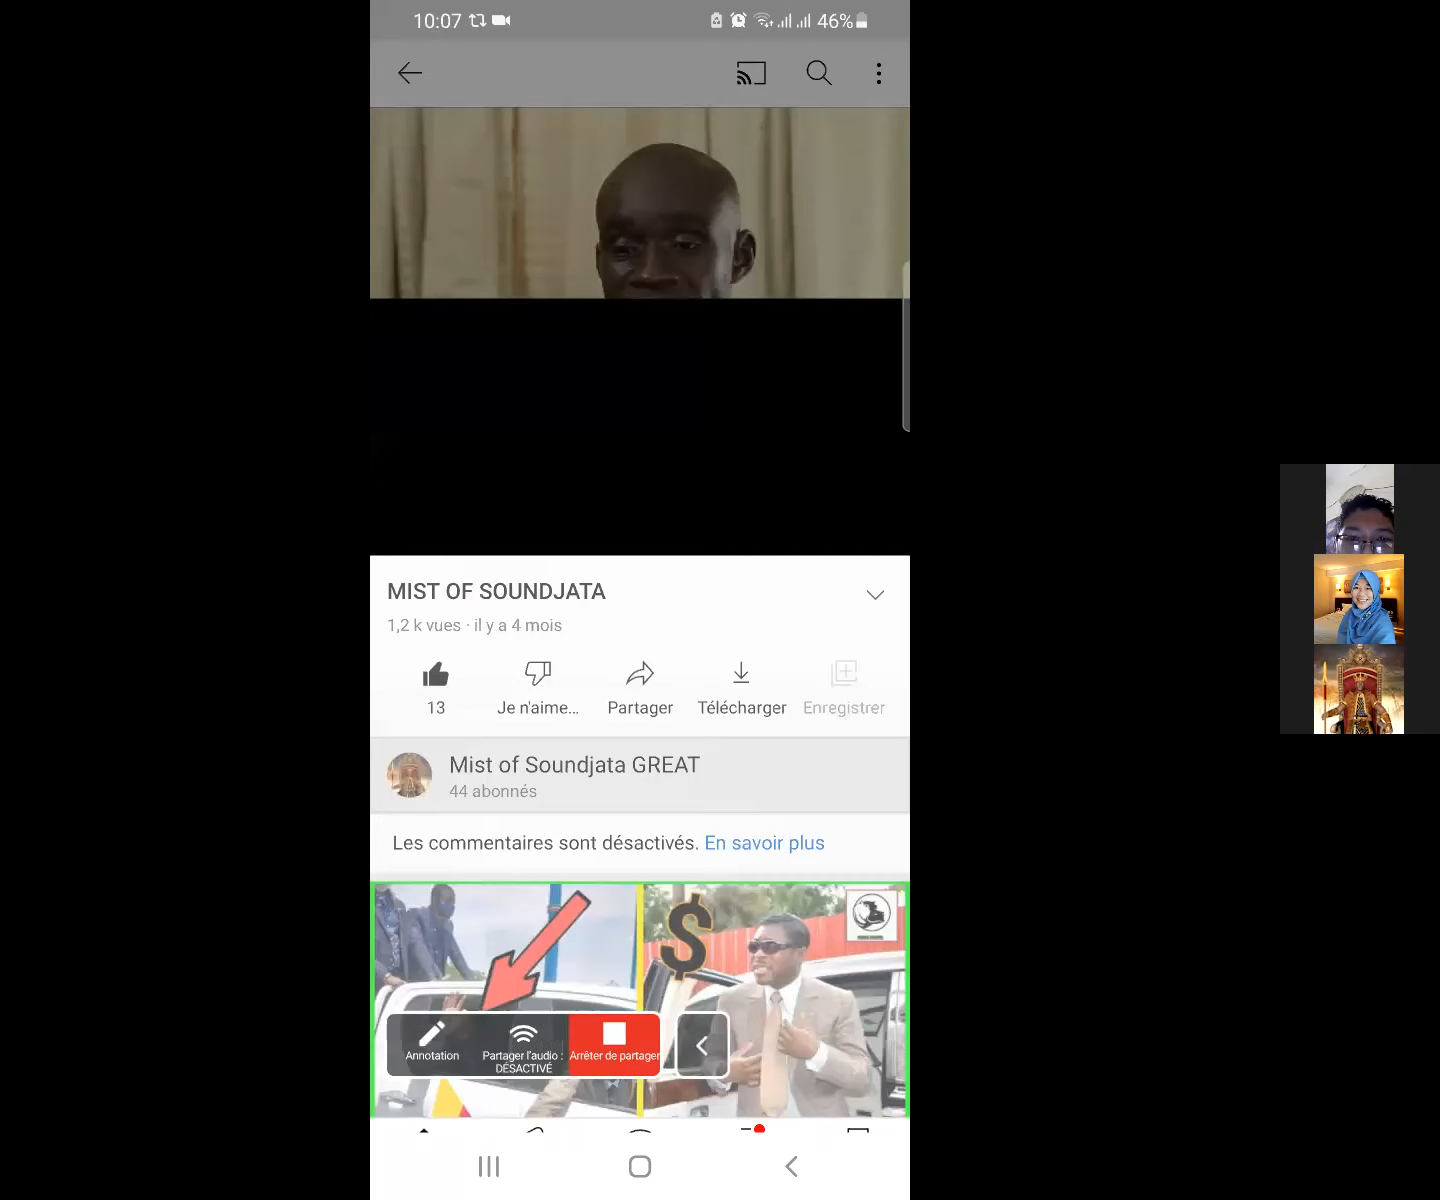 10:07
46%
MIST OF SOUNDJATA
1,2 k vues · il y a 4 mois
13
Je n'aime...
Partager
Télécharger
Enregistrer
Mist of Soundjata GREAT
44 abonnés
Les commentaires sont désactivés. En savoir plus
$
Annotation
Partager l'audio :
DÉSACTIVÉ
Arrêter de partager